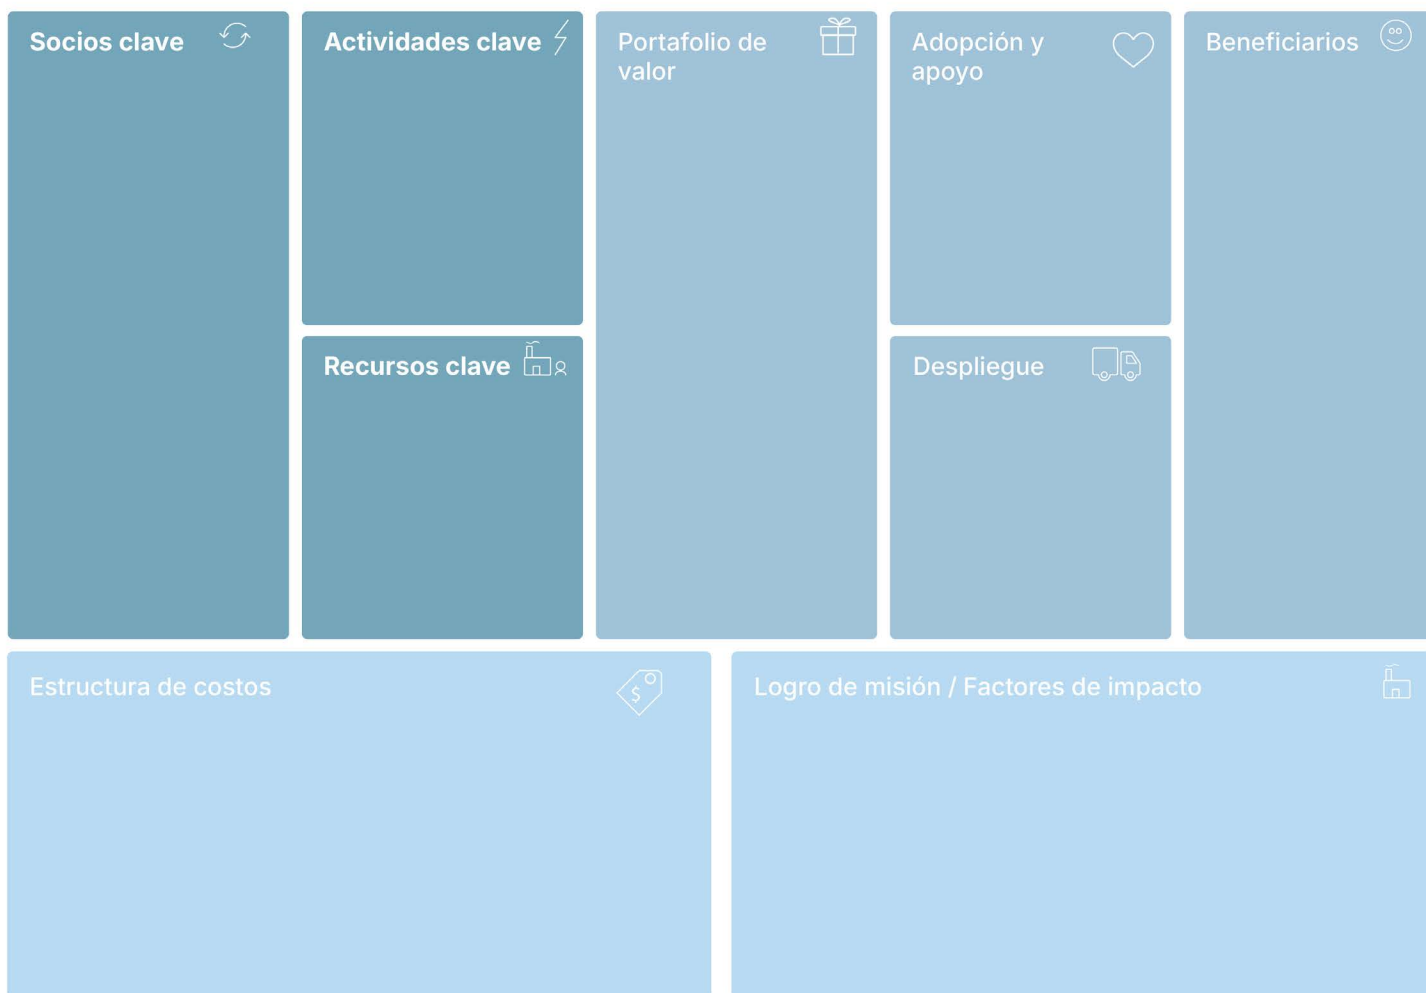 Socios clave
Actividades clave
Portafolio de
valor
Adopción y
apoyo
Beneficiarios
Recursos clave
Despliegue
Estructura de costos
$
Logro de misión / Factores de impacto